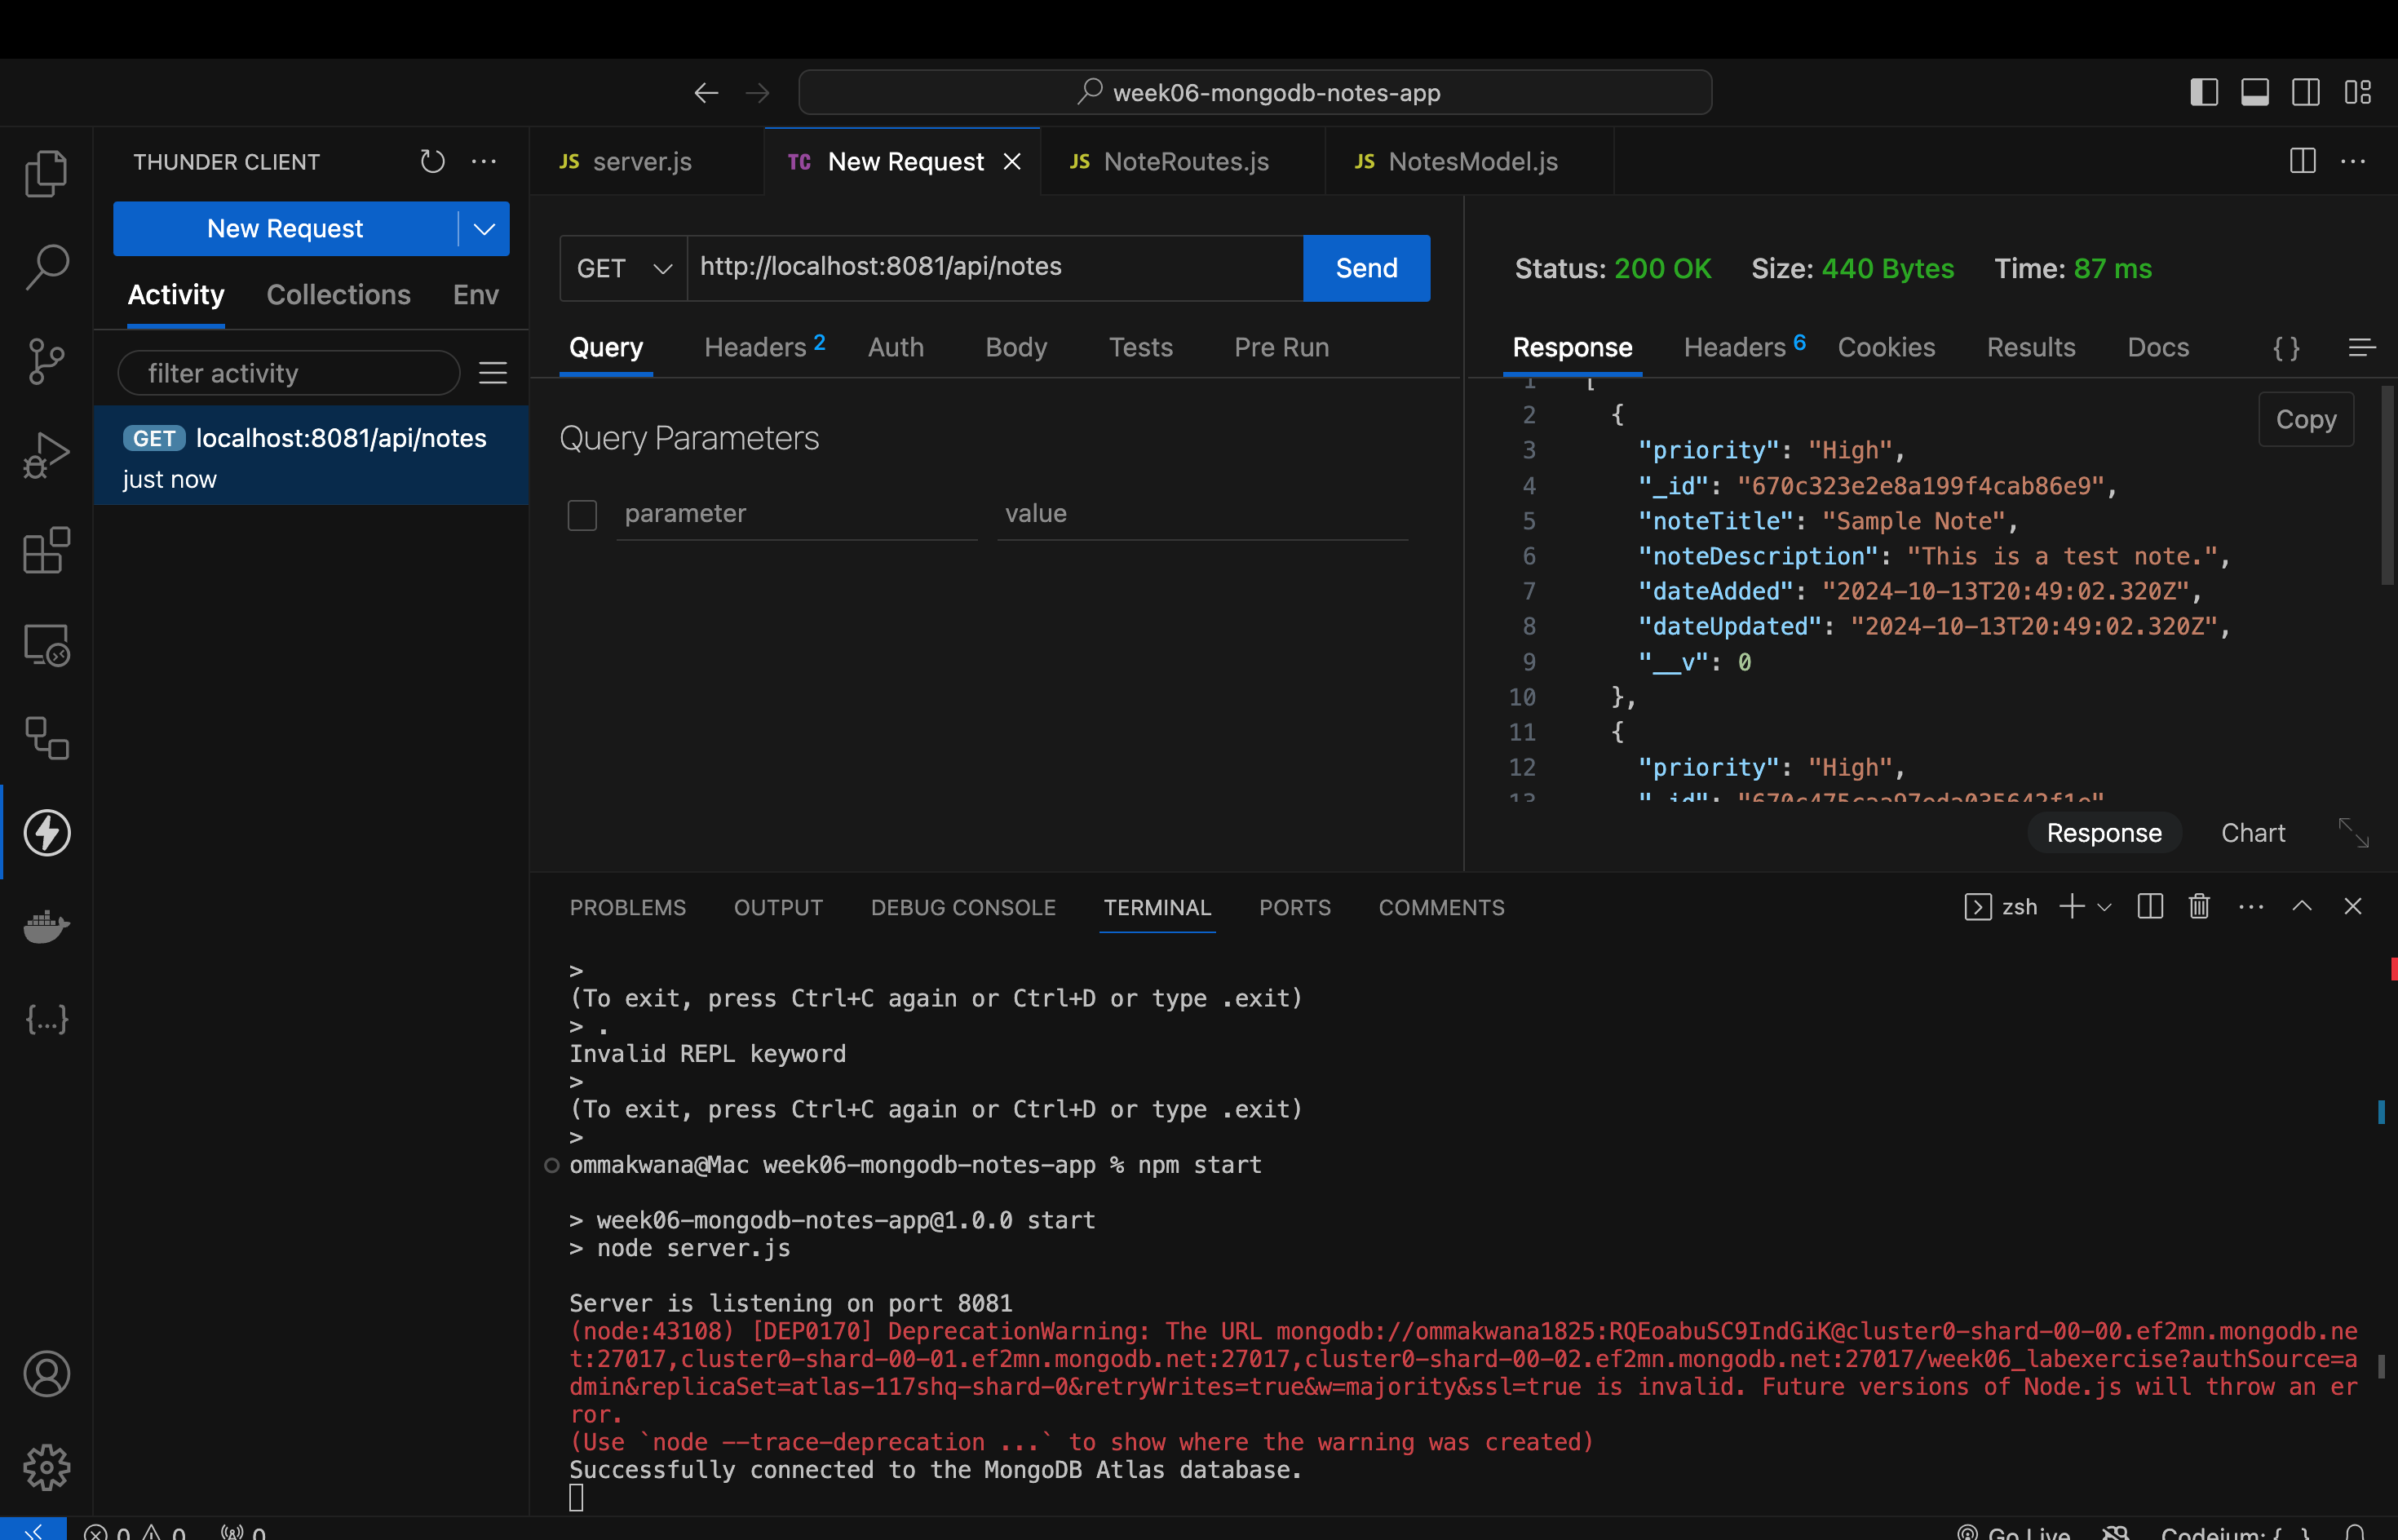 week06-mongodb-notes-app
THUNDER CLIENT
New Request
Activity Collections Env
filter activity
GET localhost:8081/api/notes
just now
JS server.js TC New Request JS NoteRoutes.js JS NotesModel.js
GET http://localhost:8081/api/notes Send
Query Headers 2 Auth Body Tests Pre Run
Query Parameters
parameter value
Status: 200 OK Size: 440 Bytes Time: 87 ms
Response Headers 6 Cookies Results Docs { }
1 [
2 {
Copy
3 "priority": "High",
4 "_id": "670c323e2e8a199f4cab86e9",
5 "noteTitle": "Sample Note",
6 "noteDescription": "This is a test note.",
7 "dateAdded": "2024-10-13T20:49:02.320Z",
8 "dateUpdated": "2024-10-13T20:49:02.320Z",
9 "__v": 0
10 },
11 {
12 "priority": "High",
13
Response Chart
PROBLEMS OUTPUT DEBUG CONSOLE TERMINAL PORTS COMMENTS
zsh
>
(To exit, press Ctrl+C again or Ctrl+D or type .exit)
> .
Invalid REPL keyword
>
(To exit, press Ctrl+C again or Ctrl+D or type .exit)
>
ommakwana@Mac week06-mongodb-notes-app % npm start
> week06-mongodb-notes-app@1.0.0 start
> node server.js
Server is listening on port 8081
(node:43108) [DEP0170] DeprecationWarning: The URL mongodb://ommakwana1825:RQEoabuSC9IndGiK@cluster0-shard-00-00.ef2mn.mongodb.ne
t:27017,cluster0-shard-00-01.ef2mn.mongodb.net:27017,cluster0-shard-00-02.ef2mn.mongodb.net:27017/week06_labexercise?authSource=a
dmin&replicaSet=atlas-117shq-shard-0&retryWrites=true&w=majority&ssl=true is invalid. Future versions of Node.js will throw an er
ror.
(Use `node --trace-deprecation ...` to show where the warning was created)
Successfully connected to the MongoDB Atlas database.
0 0 0
Go Live Codeium: {...}